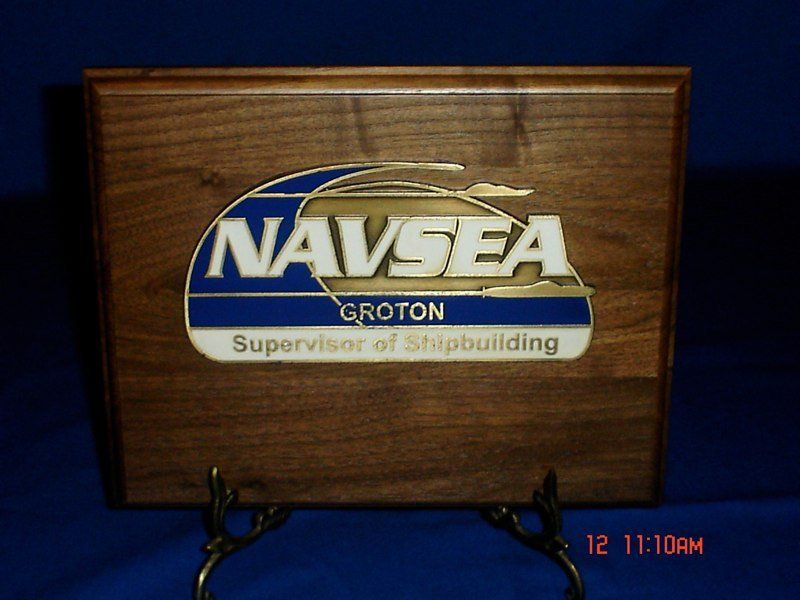 NAVSEA
GROTON
Supervisor of Shipbuilding
12 11:10AM